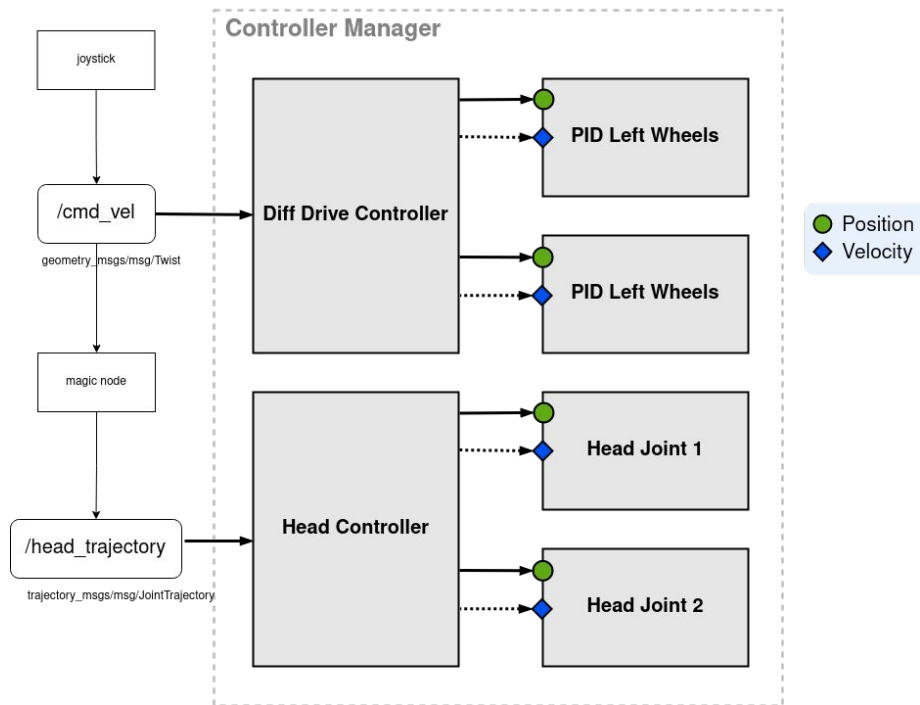 Controller Manager
joystick
/cmd_vel
geometry_msgs/msg/Twist
magic node
/head_trajectory
trajectory_msgs/msg/JointTrajectory
Diff Drive Controller
PID Left Wheels
PID Left Wheels
Head Controller
Head Joint 1
Head Joint 2
Position
Velocity